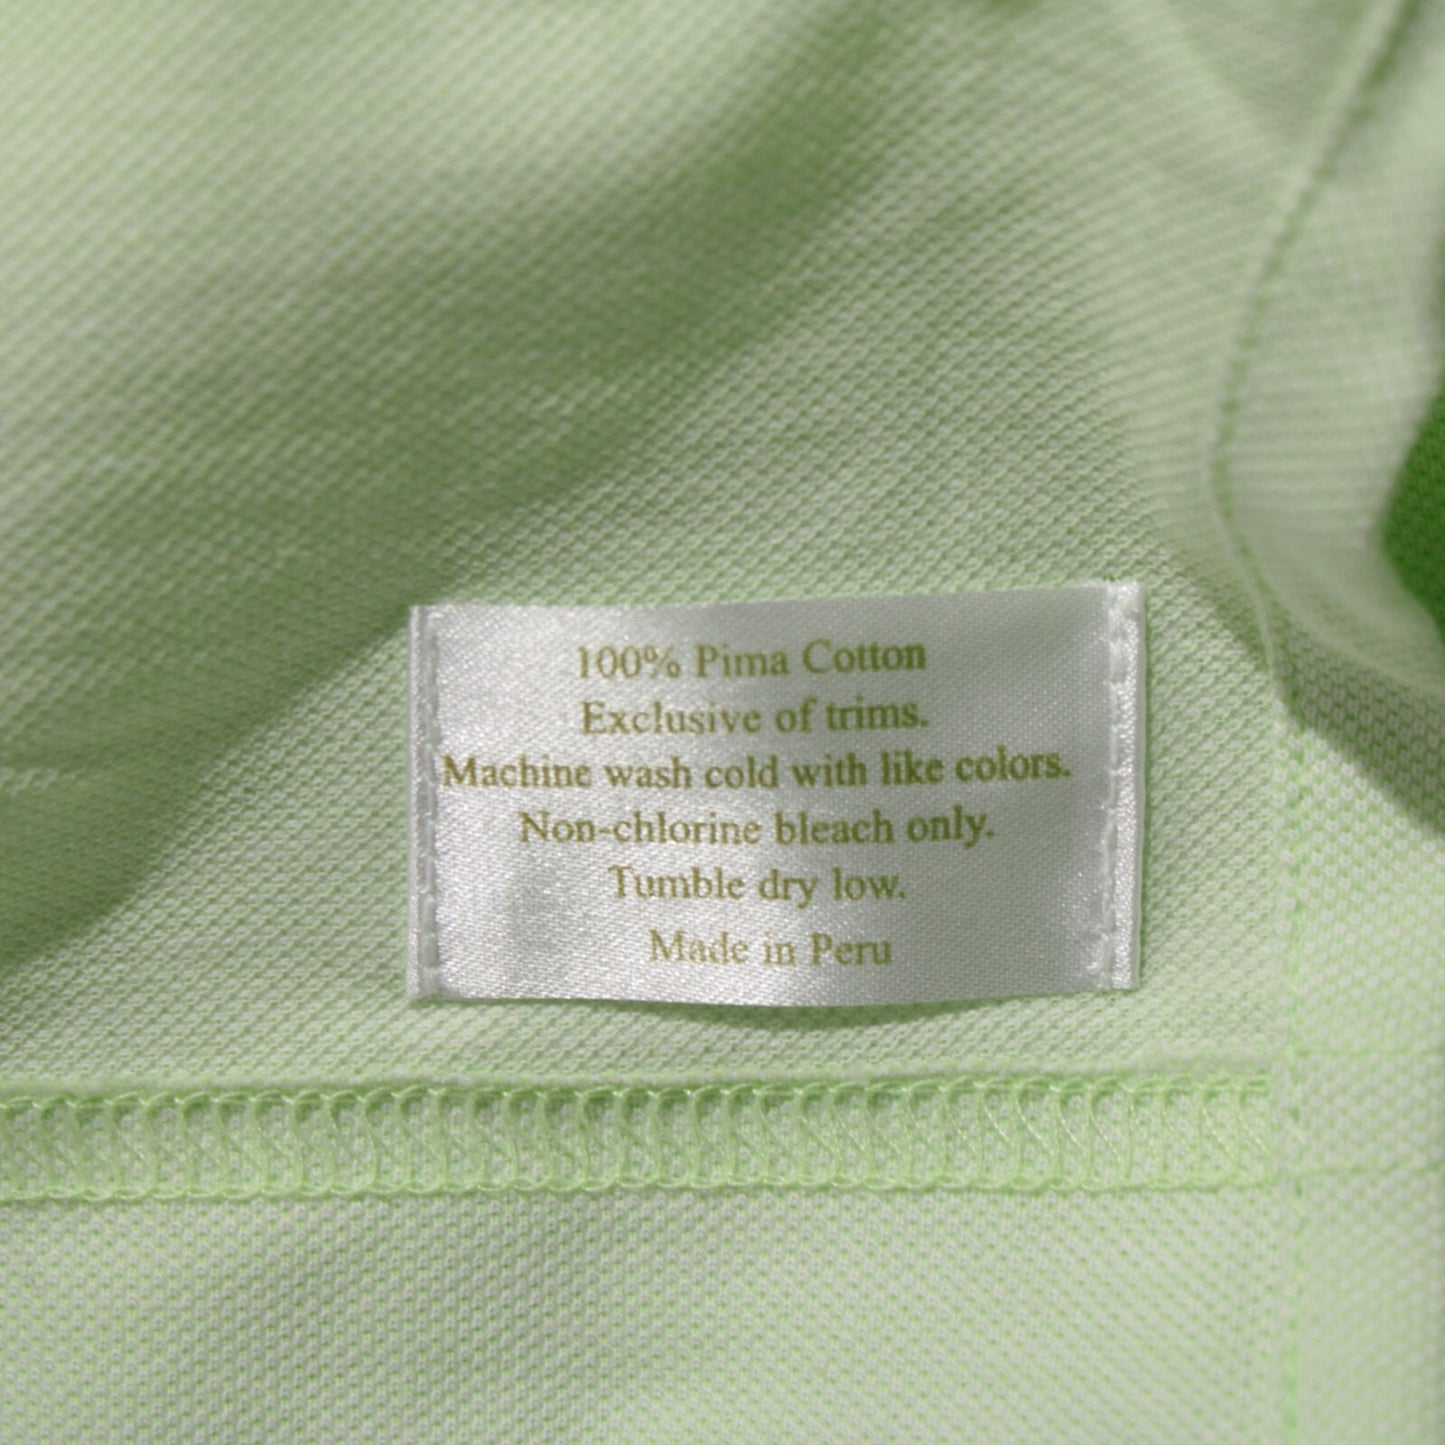 100% Pima Cotton
Exclusive of trims.
Machine wash cold with like colors.
Non-chlorine bleach only.
Tumble dry low.
Made in Peru